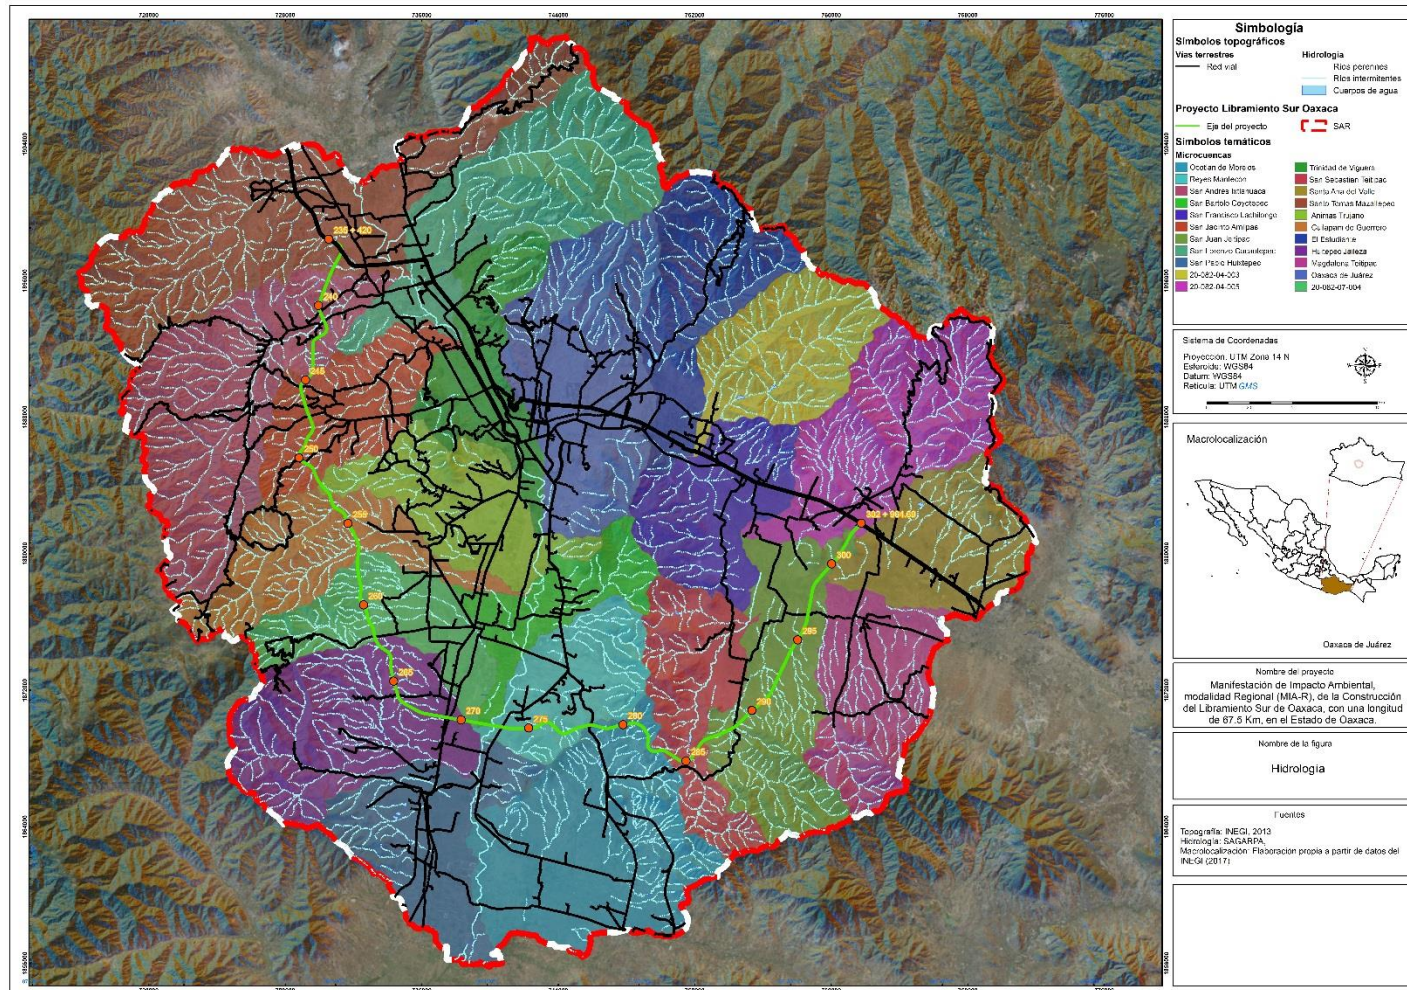 Simbología
Símbolos topográficos
Vías terrestres
Red vial
Hidrología
Ríos perennes
Ríos intermitentes
Cuerpos de agua
Proyecto Libramiento Sur Oaxaca
Eje del proyecto
SAR
Símbolos temáticos
Microcuencas
Ocotlan de Morelos
Reyes Mantecon
San Andres Ixtlahuaca
San Bartolo Coyotepec
San Francisco Lachitongo
San Jacinto Amilpas
San Juan Teitipac
San Lorenzo Cacaotepec
San Pablo Huixtepec
20-082-04-003
20-082-04-005
Trinidad de Viguera
San Sebastian Teitipac
Santa Ana del Valle
Santo Tomas Mazaltepec
Animas Trujano
Cuilapam de Guerrero
El Estudiante
Huitepec Jalieza
Magdalena Teitipac
Oaxaca de Juárez
20-082-07-004
Sistema de Coordenadas
Proyección: UTM Zona 14 N
Esferoide: WGS84
Datum: WGS84
Retícula: UTM GMS
Macrolocalización
Oaxaca de Juárez
Nombre del proyecto
Manifestación de Impacto Ambiental,
modalidad Regional (MIA-R), de la Construcción
del Libramiento Sur de Oaxaca, con una longitud
de 67.5 Km, en el Estado de Oaxaca.
Nombre de la figura
Hidrología
Fuentes
Topografía: INEGI, 2013
Hidrología: SAGARPA,
Macrolocalización: Elaboración propia a partir de datos del
INEGI (2017)
235 + 420
240
245
250
255
260
265
270
275
280
285
290
295
300